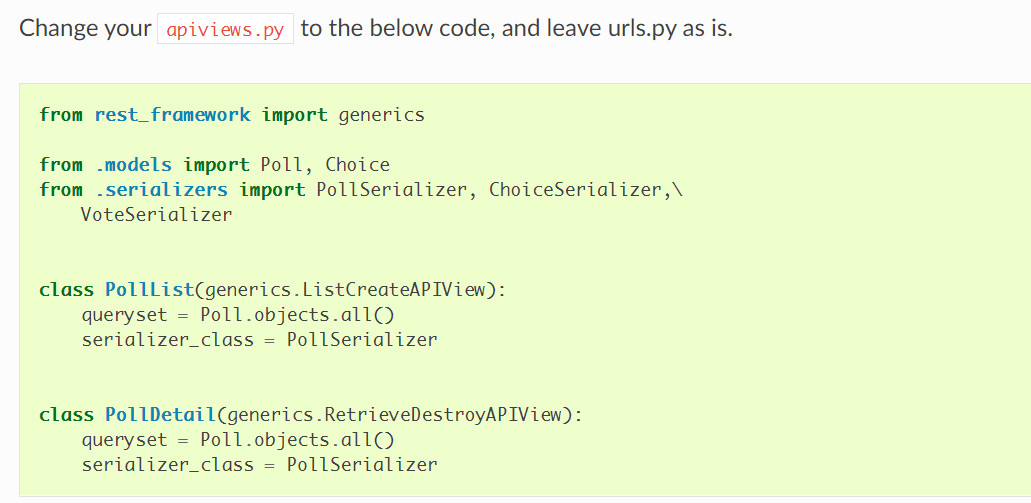 Change your apiviews.py to the below code, and leave urls.py as is.
from rest_framework import generics
from .models import Poll, Choice
from .serializers import PollSerializer, ChoiceSerializer,\
    VoteSerializer
class PollList(generics.ListCreateAPIView):
    queryset = Poll.objects.all()
    serializer_class = PollSerializer
class PollDetail(generics.RetrieveDestroyAPIView):
    queryset = Poll.objects.all()
    serializer_class = PollSerializer